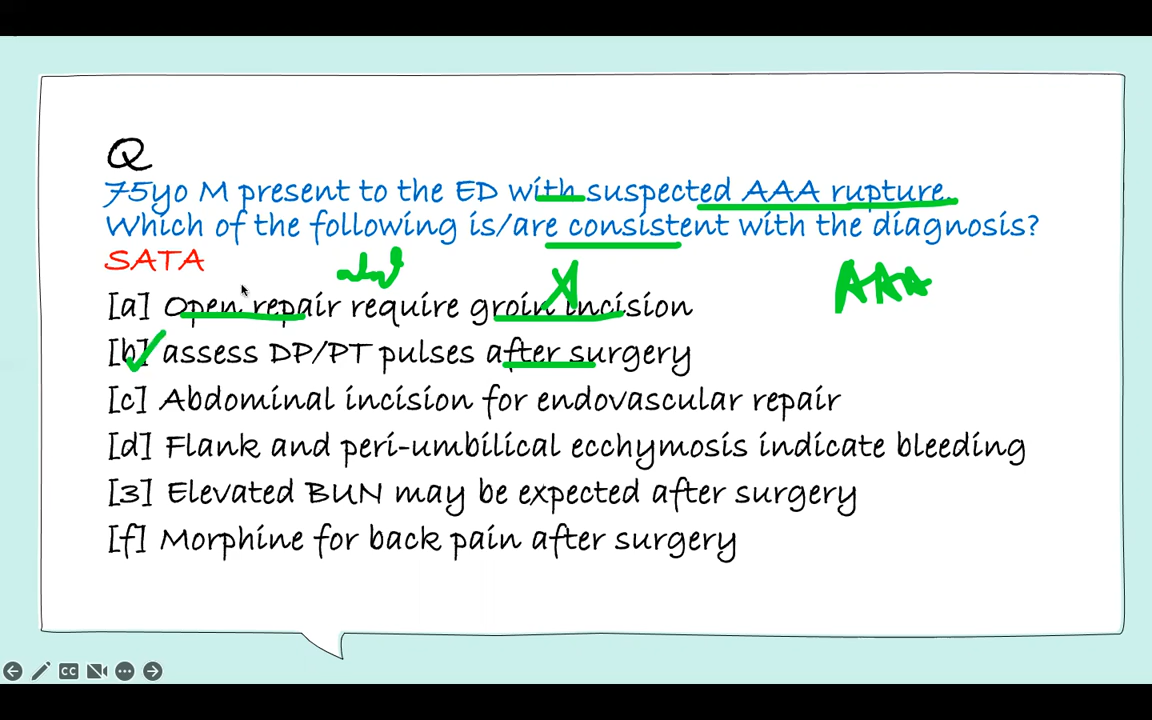 Q
75yo M present to the ED with suspected AAA rupture.
Which of the following is/are consistent with the diagnosis?
SATA
[a] Open repair require groin incision
AAA
[b] assess DP/PT pulses after surgery
[c] Abdominal incision for endovascular repair
[d] Flank and peri-umbilical ecchymosis indicate bleeding
[3] Elevated BUN may be expected after surgery
[f] Morphine for back pain after surgery
CC